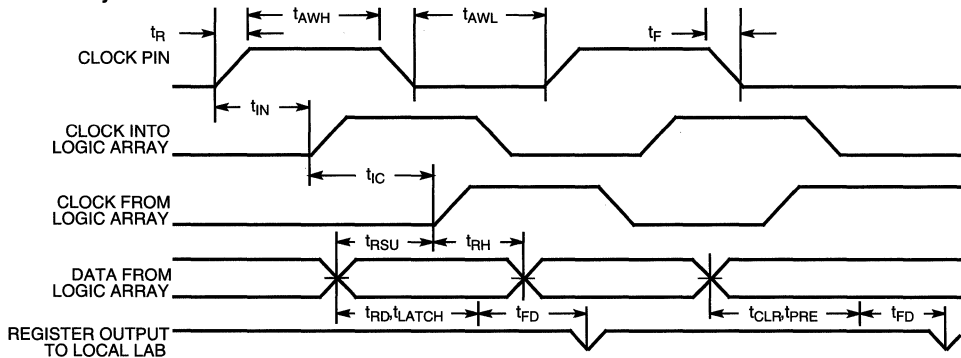 tAWH
tAWL
tR
tF
CLOCK PIN
tIN
CLOCK INTO
LOGIC ARRAY
tIC
CLOCK FROM
LOGIC ARRAY
tRSU
tRH
DATA FROM
LOGIC ARRAY
tRD,tLATCH
tFD
tCLR,tPRE
tFD
REGISTER OUTPUT
TO LOCAL LAB